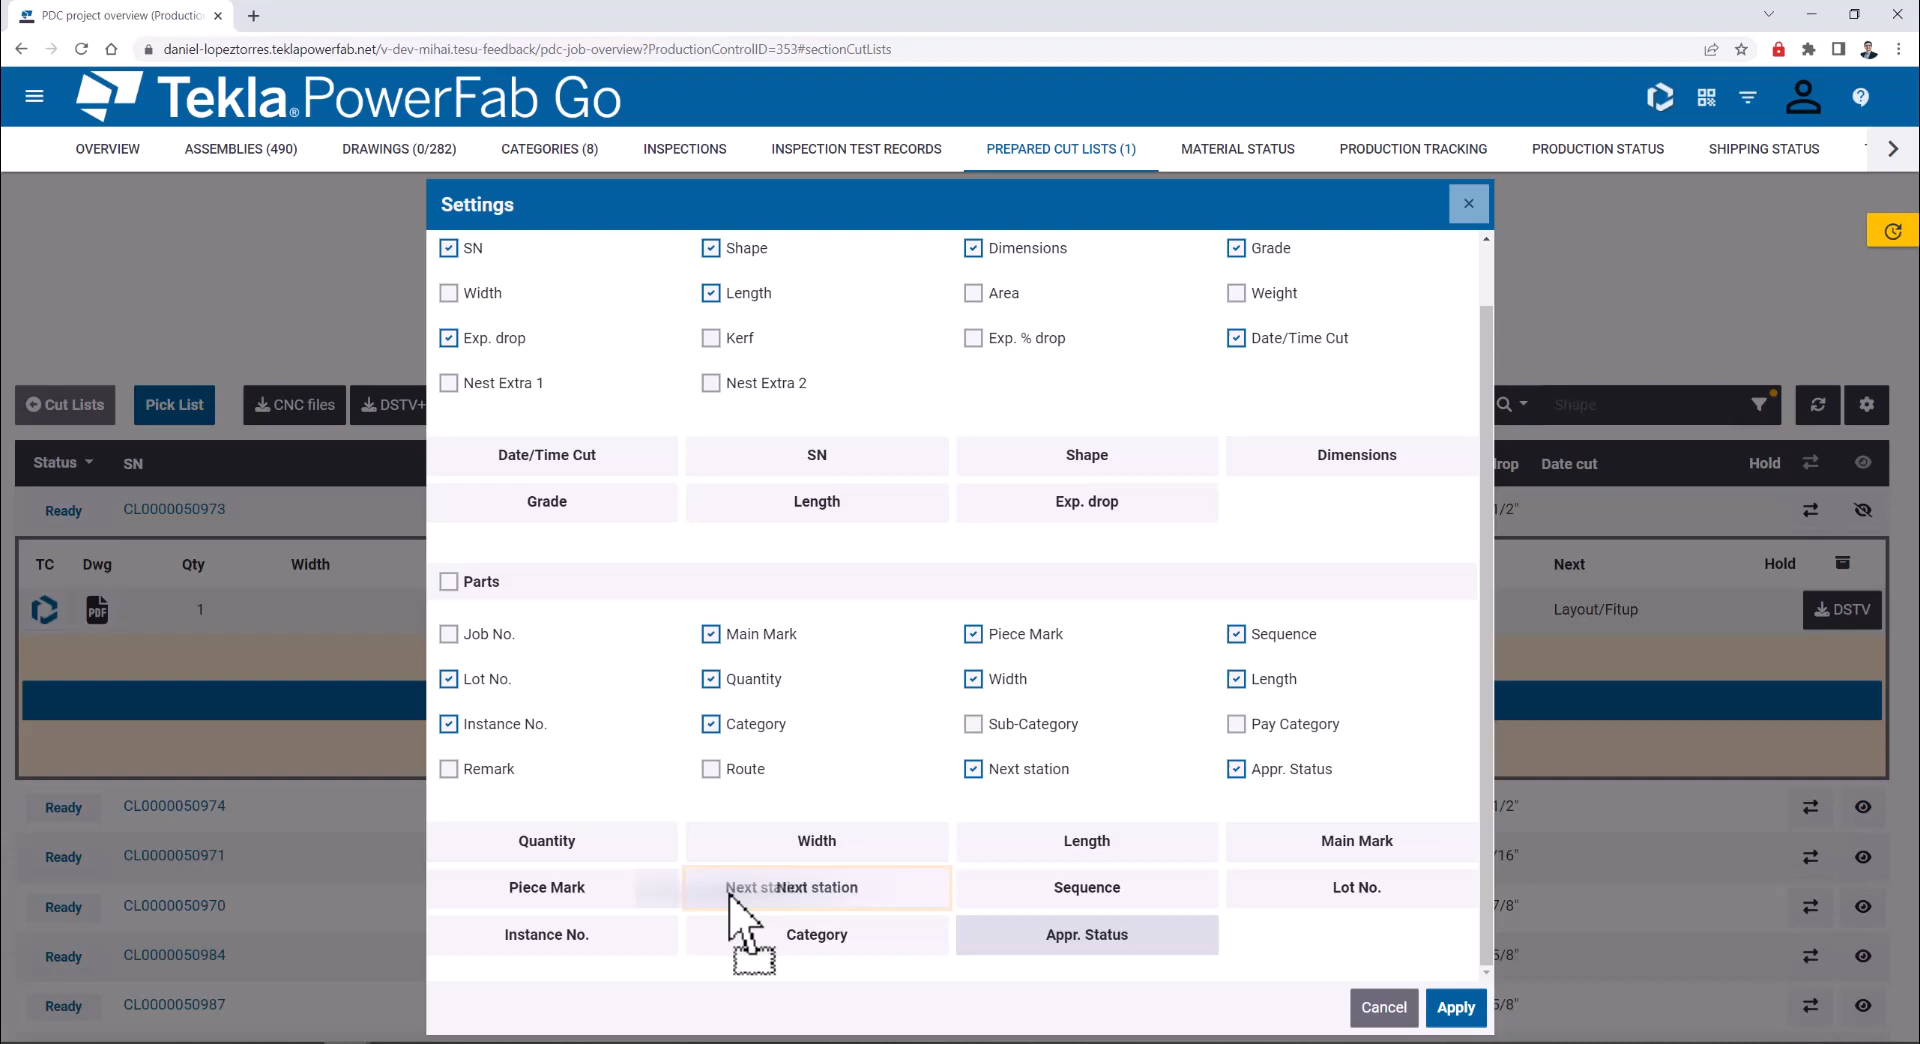 PDC project overview (Productio
daniel-lopeztorres.teklapowerfab.net/v-dev-mihai.tesu-feedback/pdc-job-overview?ProductionControlID=353#sectionCutLists
Tekla® PowerFab Go
OVERVIEW ASSEMBLIES (490) DRAWINGS (0/282) CATEGORIES (8) INSPECTIONS INSPECTION TEST RECORDS PREPARED CUT LISTS (1) MATERIAL STATUS PRODUCTION TRACKING PRODUCTION STATUS SHIPPING STATUS
Settings
SN Shape Dimensions Grade
Width Length Area Weight
Exp. drop Kerf Exp. % drop Date/Time Cut
Nest Extra 1 Nest Extra 2
Cut Lists Pick List CNC files DSTV+ Shape
Date/Time Cut SN Shape Dimensions
Status SN rop Date cut Hold
Grade Length Exp. drop
Ready CL0000050973 1/2"
TC Dwg Qty Width Next Hold
Parts
PDF 1 Layout/Fitup DSTV
Job No. Main Mark Piece Mark Sequence
Lot No. Quantity Width Length
Instance No. Category Sub-Category Pay Category
Remark Route Next station Appr. Status
Ready CL0000050974 1/2"
Quantity Width Length Main Mark
Ready CL0000050971 /16"
Piece Mark Next station Next station Sequence Lot No.
Ready CL0000050970 7/8"
Instance No. Category Appr. Status
Ready CL0000050984 5/8"
Ready CL0000050987 5/8"
Cancel Apply